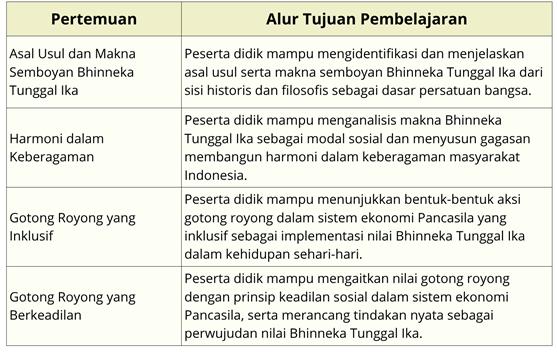 Pertemuan
Alur Tujuan Pembelajaran
Asal Usul dan Makna
Semboyan Bhinneka
Tunggal Ika
Peserta didik mampu mengidentifikasi dan menjelaskan
asal usul serta makna semboyan Bhinneka Tunggal Ika dari
sisi historis dan filosofis sebagai dasar persatuan bangsa.
Harmoni dalam
Keberagaman
Peserta didik mampu menganalisis makna Bhinneka
Tunggal Ika sebagai modal sosial dan menyusun gagasan
membangun harmoni dalam keberagaman masyarakat
Indonesia.
Gotong Royong yang
Inklusif
Peserta didik mampu menunjukkan bentuk-bentuk aksi
gotong royong dalam sistem ekonomi Pancasila yang
inklusif sebagai implementasi nilai Bhinneka Tunggal Ika
dalam kehidupan sehari-hari.
Gotong Royong yang
Berkeadilan
Peserta didik mampu mengaitkan nilai gotong royong
dengan prinsip keadilan sosial dalam sistem ekonomi
Pancasila, serta merancang tindakan nyata sebagai
perwujudan nilai Bhinneka Tunggal Ika.